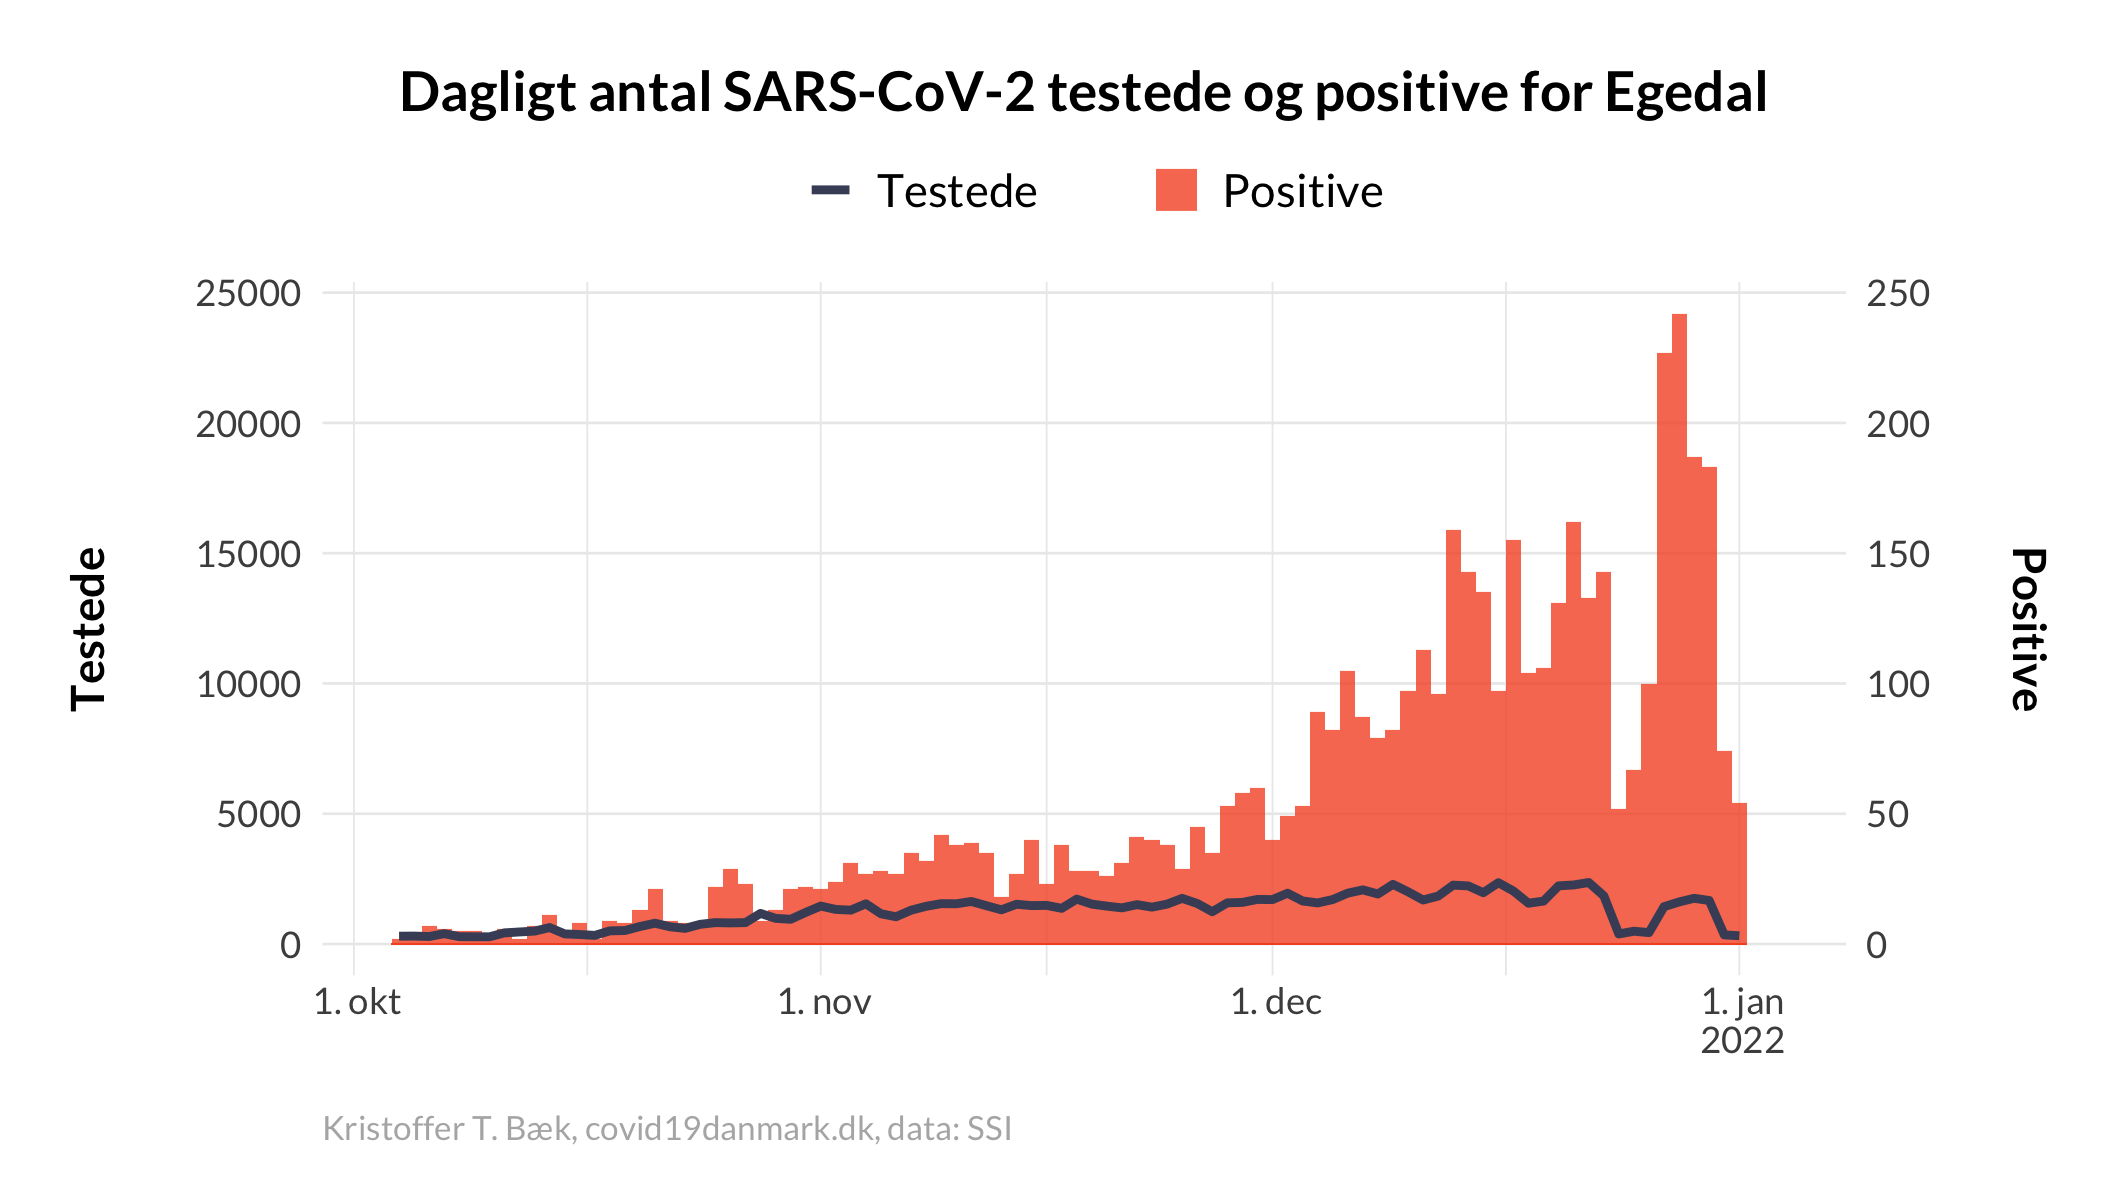 Dagligt antal SARS-CoV-2 testede og positive for Egedal
Testede
Positive
25000
20000
15000
10000
5000
0
Testede
250
200
150
100
50
0
Positive
1. okt
1. nov
1. dec
1. jan
2022
Kristoffer T. Bæk, covid19danmark.dk, data: SSI